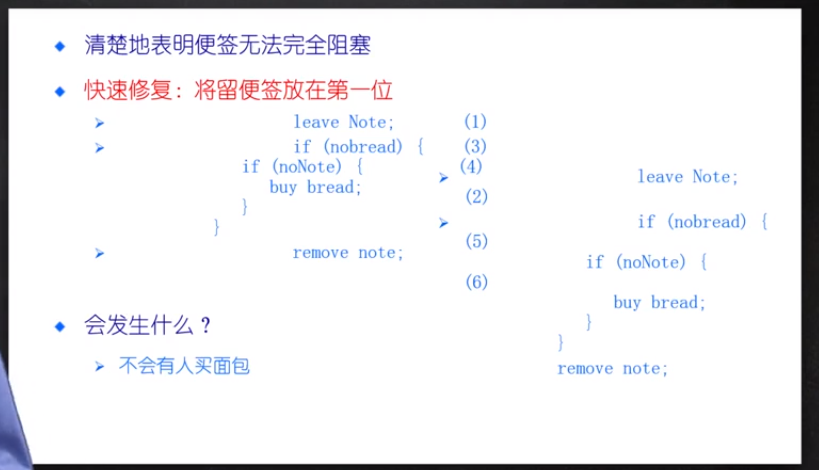 清楚地表明便签无法完全阻塞
快速修复：将留便签放在第一位
leave Note; (1)
if (nobread) { (3)
if (noNote) { (4)
leave Note;
buy bread; (2)
}
} if (nobread) {
(5)
remove note;
if (noNote) {
(6)
buy bread;
会发生什么？ }
}
不会有人买面包 remove note;